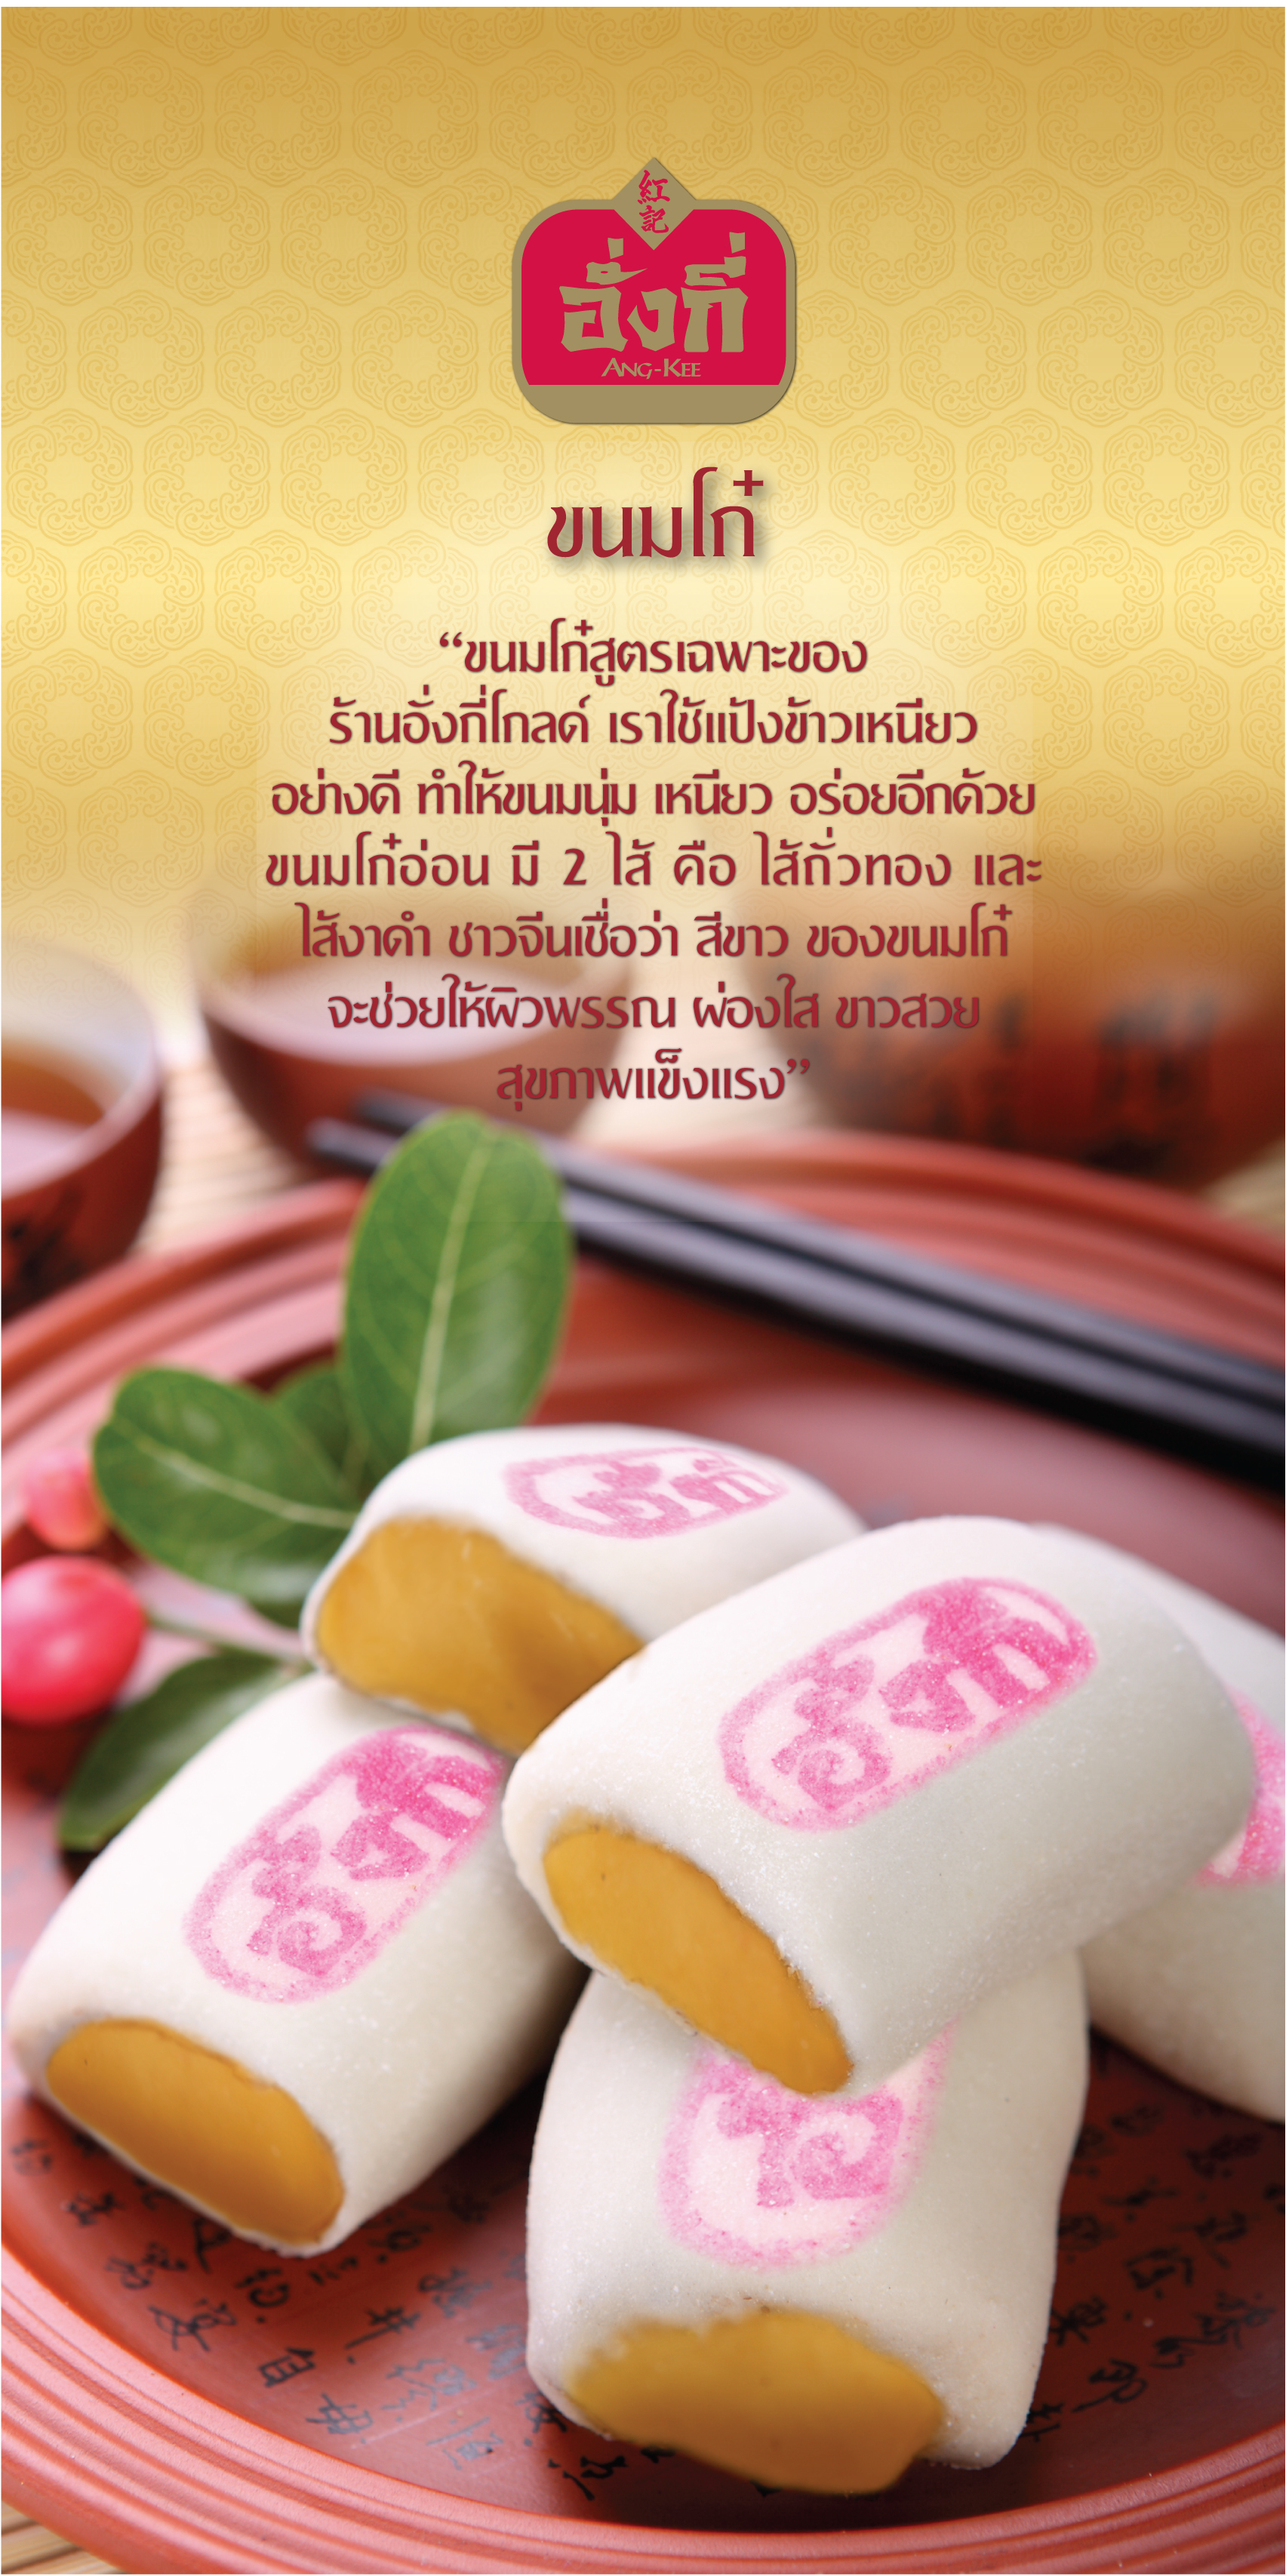 紅
記
อั่งกี่
ANG-KEE
ขนมโก๋
“ขนมโก๋สูตรเฉพาะของ
ร้านอั่งกี่โกลด์ เราใช้แป้งข้าวเหนียว
อย่างดี ทำให้ขนมนุ่ม เหนียว อร่อยอีกด้วย
ขนมโก๋อ่อน มี 2 ไส้ คือ ไส้ถั่วทอง และ
ไส้งาดำ ชาวจีนเชื่อว่า สีขาว ของขนมโก๋
จะช่วยให้ผิวพรรณ ผ่องใส ขาวสวย
สุขภาพแข็งแรง”
อั่งกี่
อั่งกี่
อั่งกี่